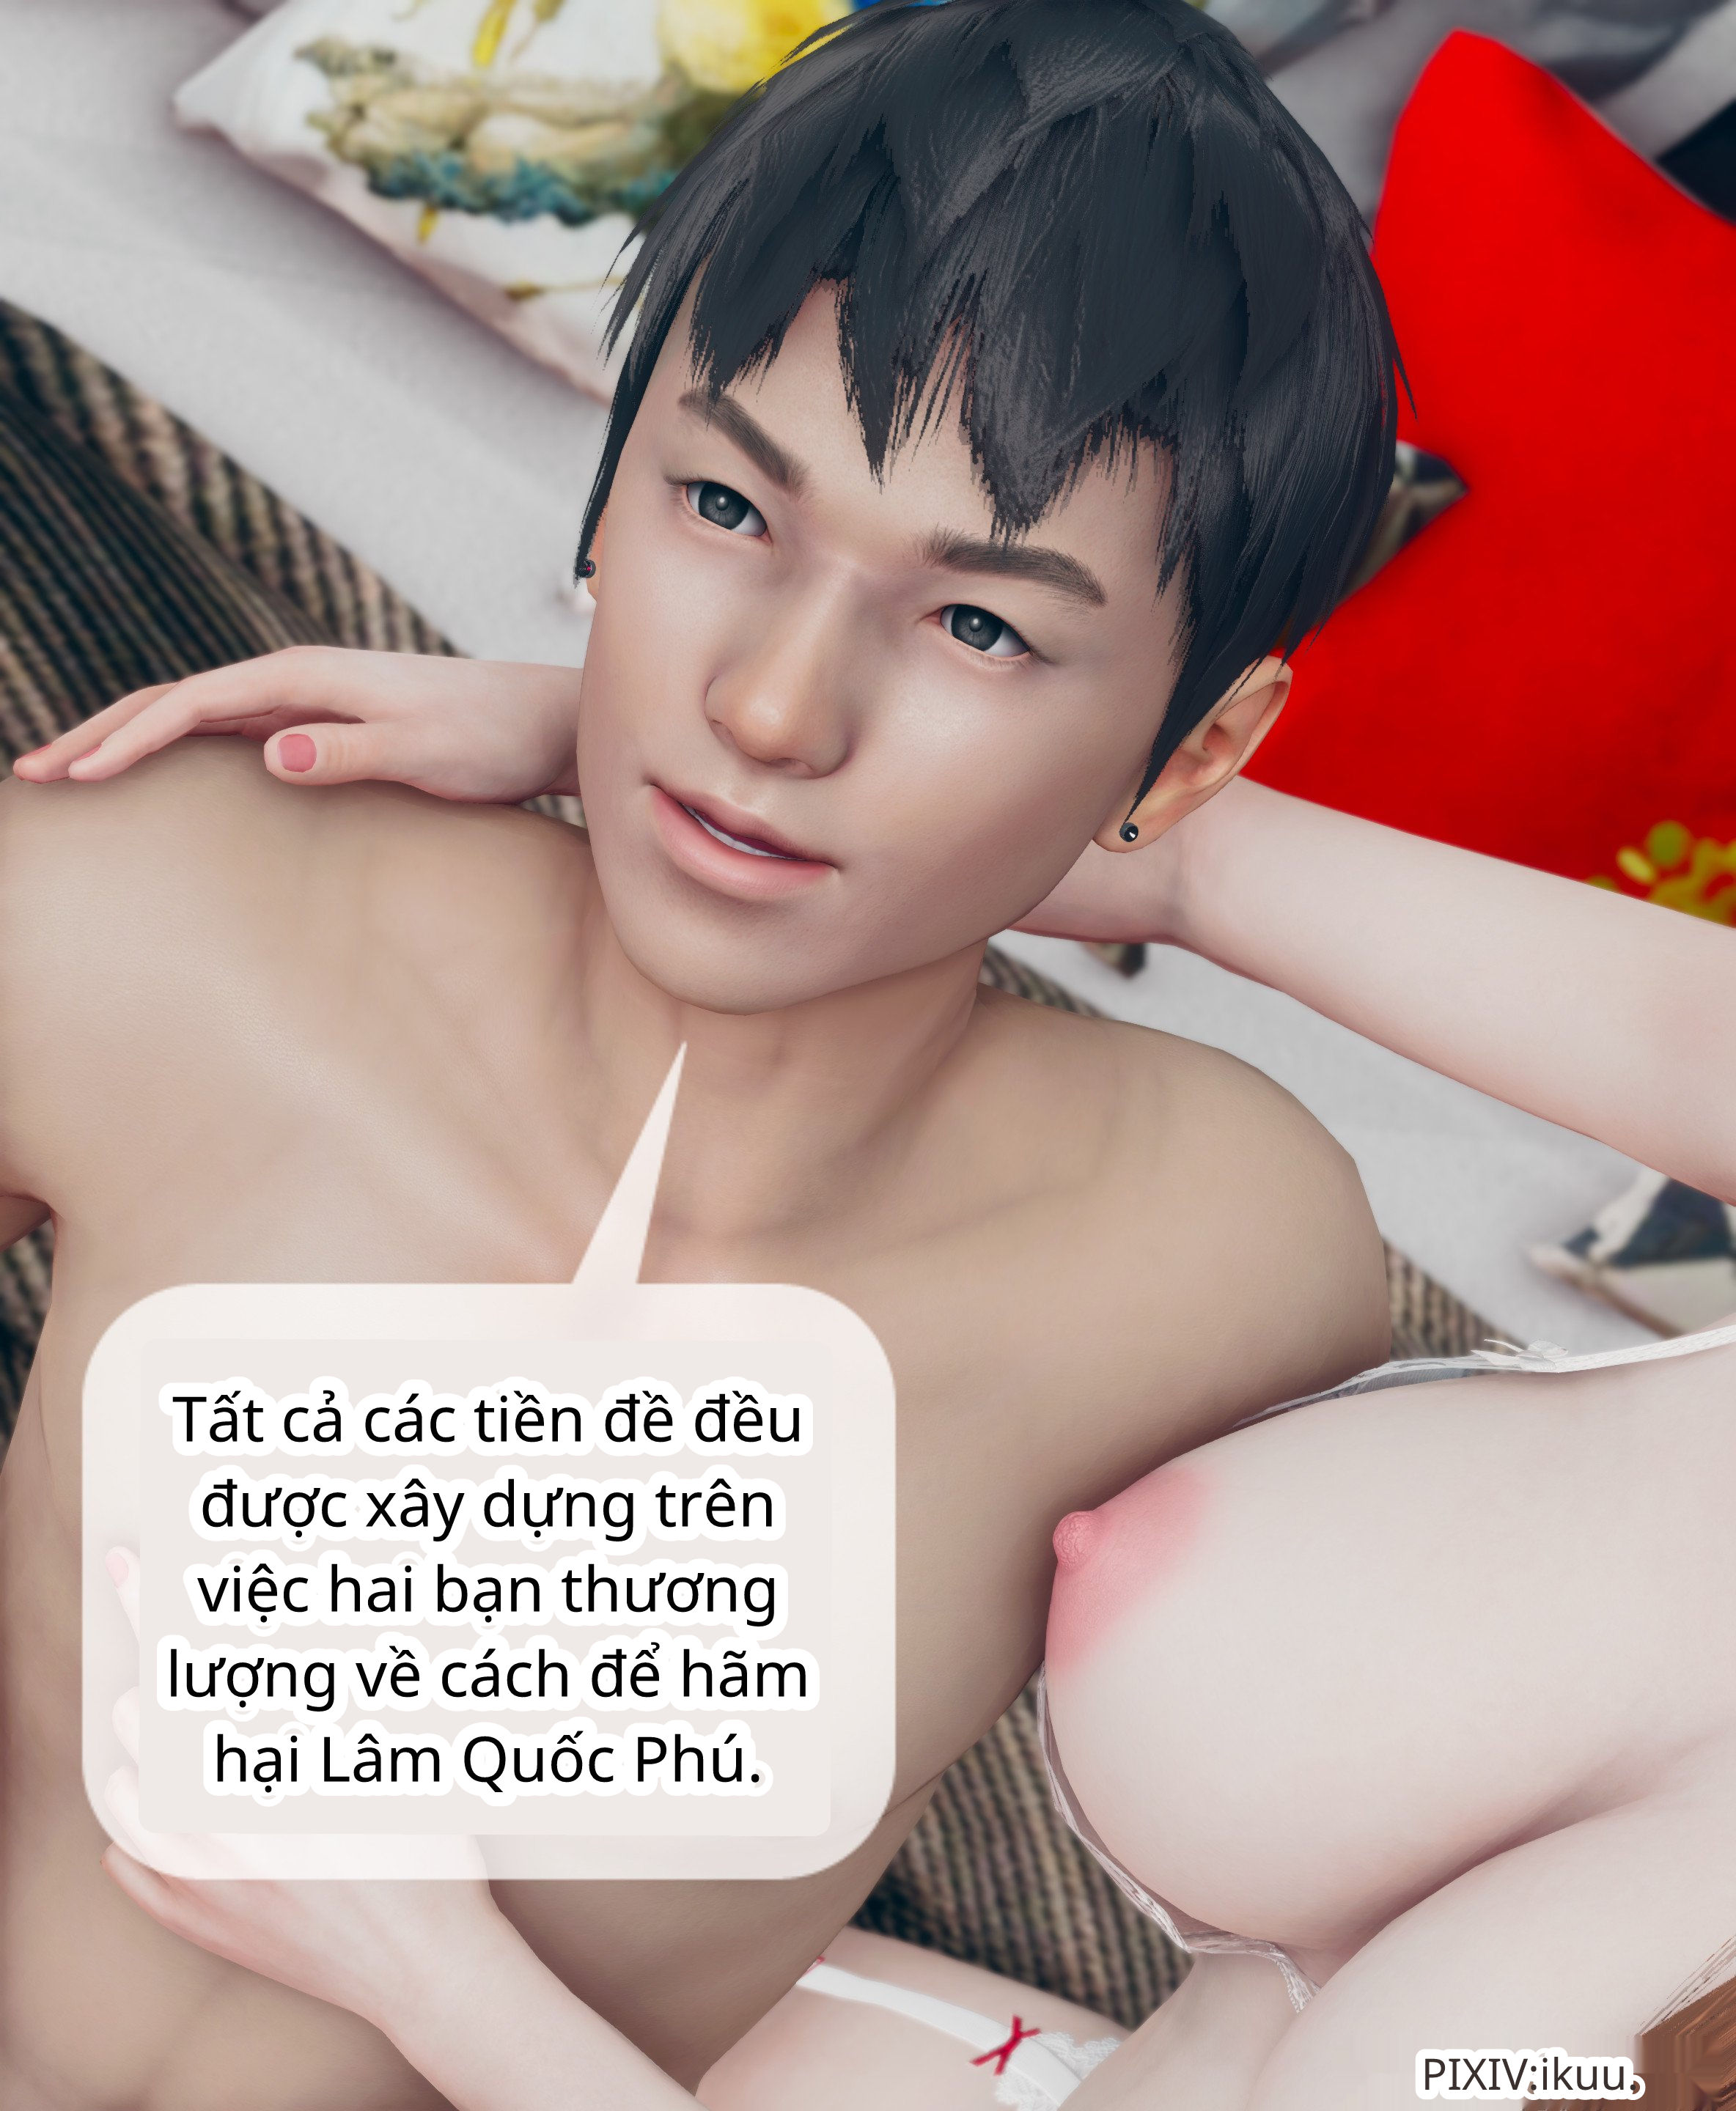 Tất cả các tiền đề đều
được xây dựng trên
việc hai bạn thương
lượng về cách để hãm
hại Lâm Quốc Phú.
PIXIV:ikuu.